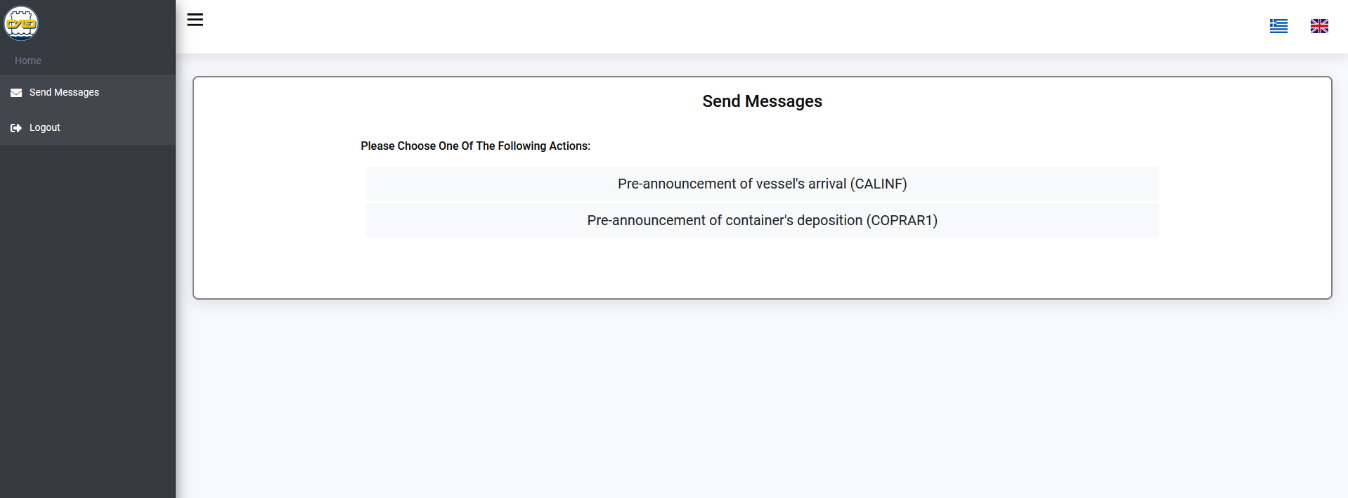 Home
Send Messages
Logout
Send Messages
Please Choose One Of The Following Actions:
Pre-announcement of vessel's arrival (CALINF)
Pre-announcement of container's deposition (COPRAR1)